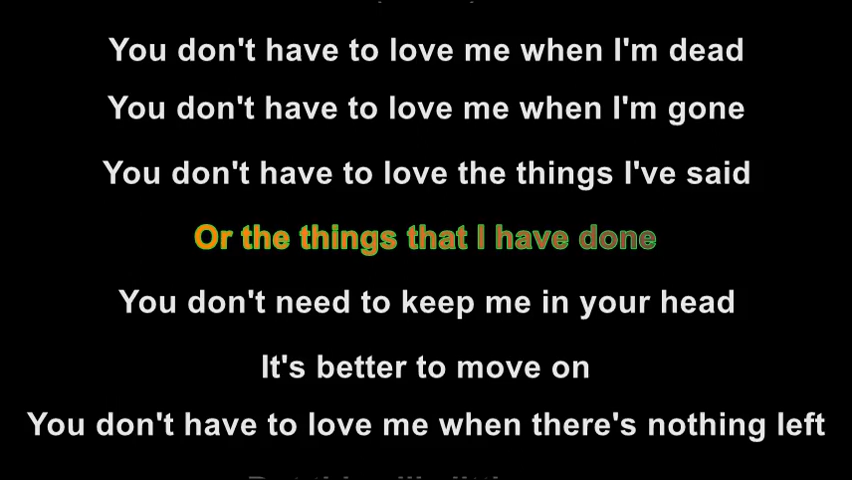 You don't have to love me when I'm dead
You don't have to love me when I'm gone
You don't have to love the things I've said
Or the things that I have done
You don't need to keep me in your head
It's better to move on
You don't have to love me when there's nothing left